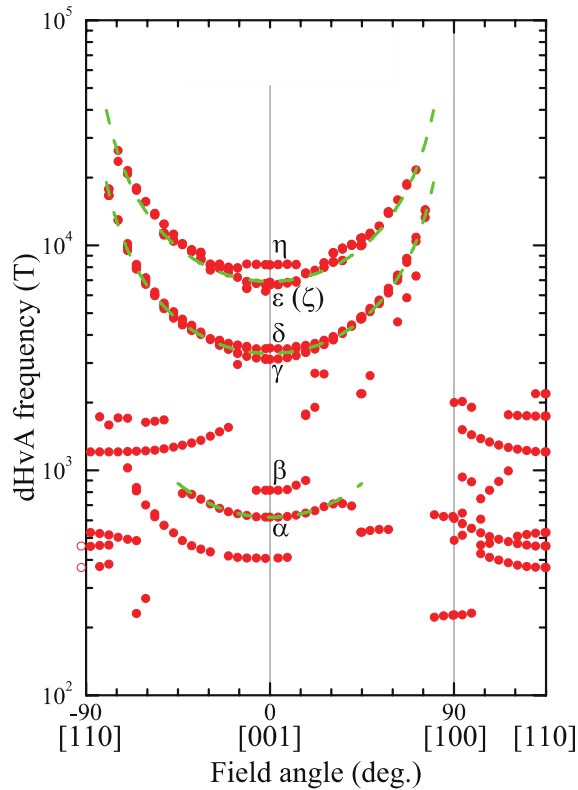 10^5
10^4
10^3
10^2
dHvA frequency (T)
η
ε (ζ)
δ
γ
β
α
-90 0 90
[110] [001] [100] [110]
Field angle (deg.)